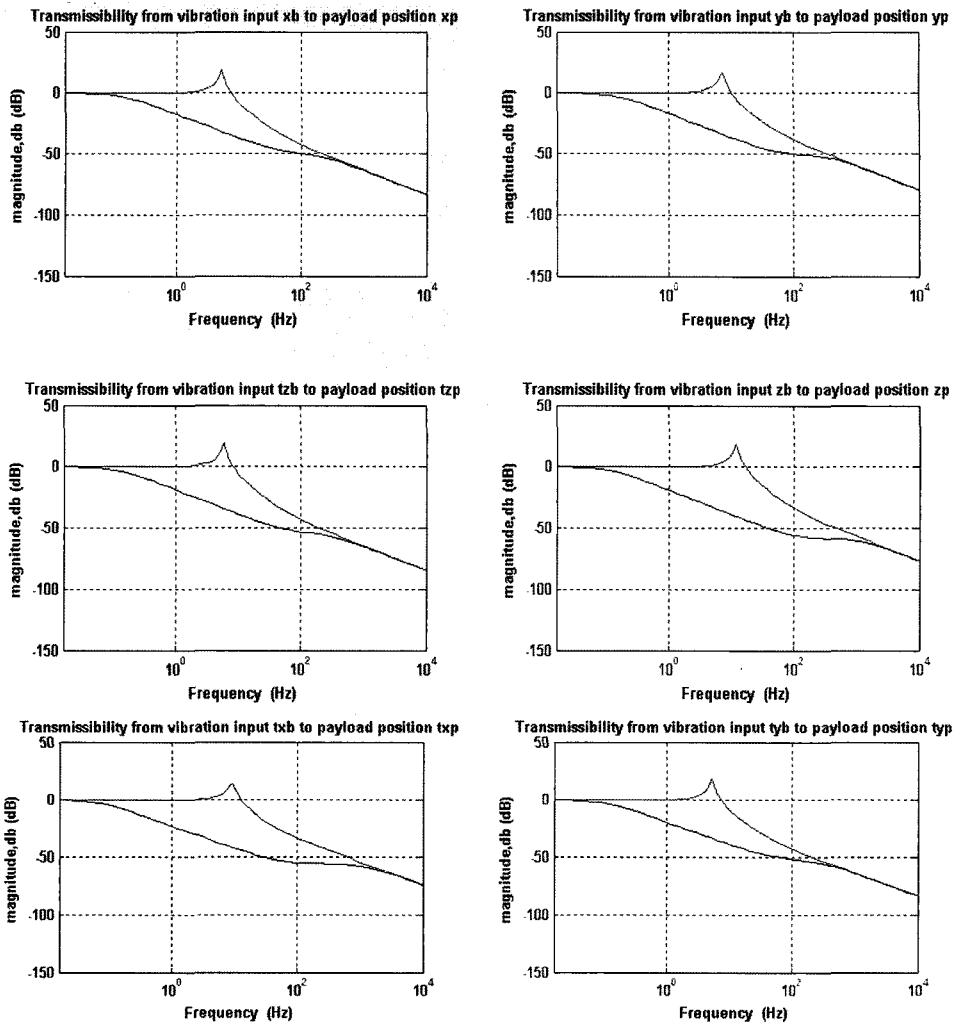 Transmissibility from vibration input xb to payload position xp
50
0
-50
-100
-150
magnitude,db (dB)
10^0
10^2
10^4
Frequency (Hz)
Transmissibility from vibration input yb to payload position yp
50
0
-50
-100
-150
magnitude,db (dB)
10^0
10^2
10^4
Frequency (Hz)
Transmissibility from vibration input tzb to payload position tzp
50
0
-50
-100
-150
magnitude,db (dB)
10^0
10^2
10^4
Frequency (Hz)
Transmissibility from vibration input zb to payload position zp
50
0
-50
-100
-150
magnitude,db (dB)
10^0
10^2
10^4
Frequency (Hz)
Transmissibility from vibration input txb to payload position txp
50
0
-50
-100
-150
magnitude,db (dB)
10^0
10^2
10^4
Frequency (Hz)
Transmissibility from vibration input tyb to payload position typ
50
0
-50
-100
-150
magnitude,db (dB)
10^0
10^2
10^4
Frequency (Hz)